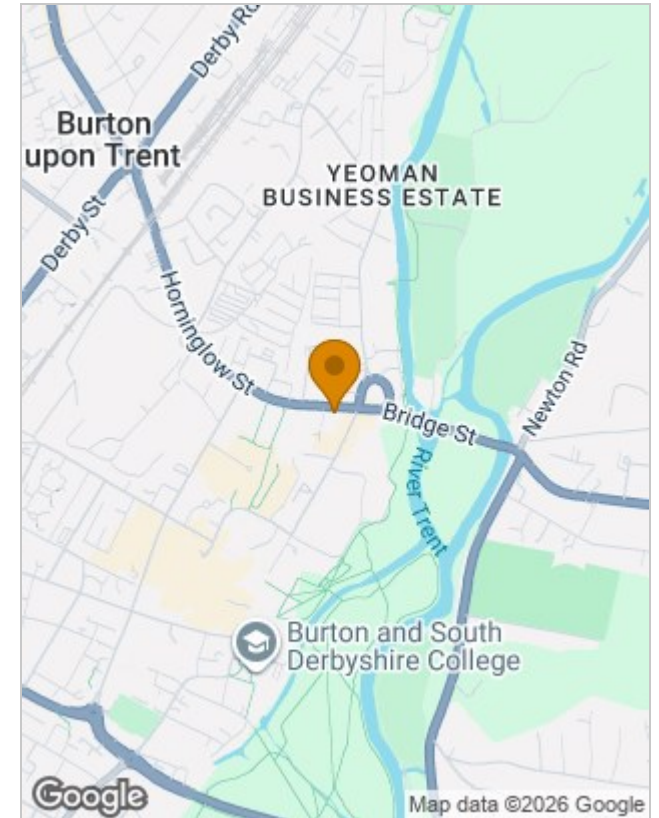 Derby Rd
Burton
upon Trent
YEOMAN
BUSINESS ESTATE
Derby St
Horninglow St
Newton Rd
Bridge St
River Trent
Burton and South
Derbyshire College
Google
Map data ©2026 Google